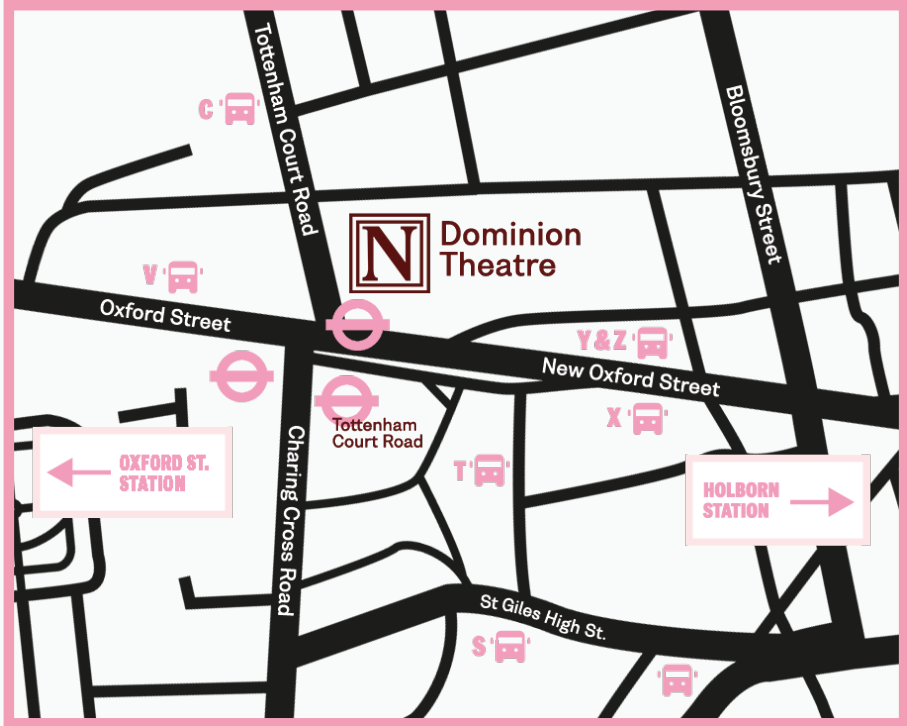 Tottenham Court Road
C
Bloomsbury Street
N
Dominion
Theatre
V
Oxford Street
Y&Z
New Oxford Street
X
Tottenham
Court Road
OXFORD ST.
STATION
Charing Cross Road
T
HOLBORN
STATION
St Giles High St.
S